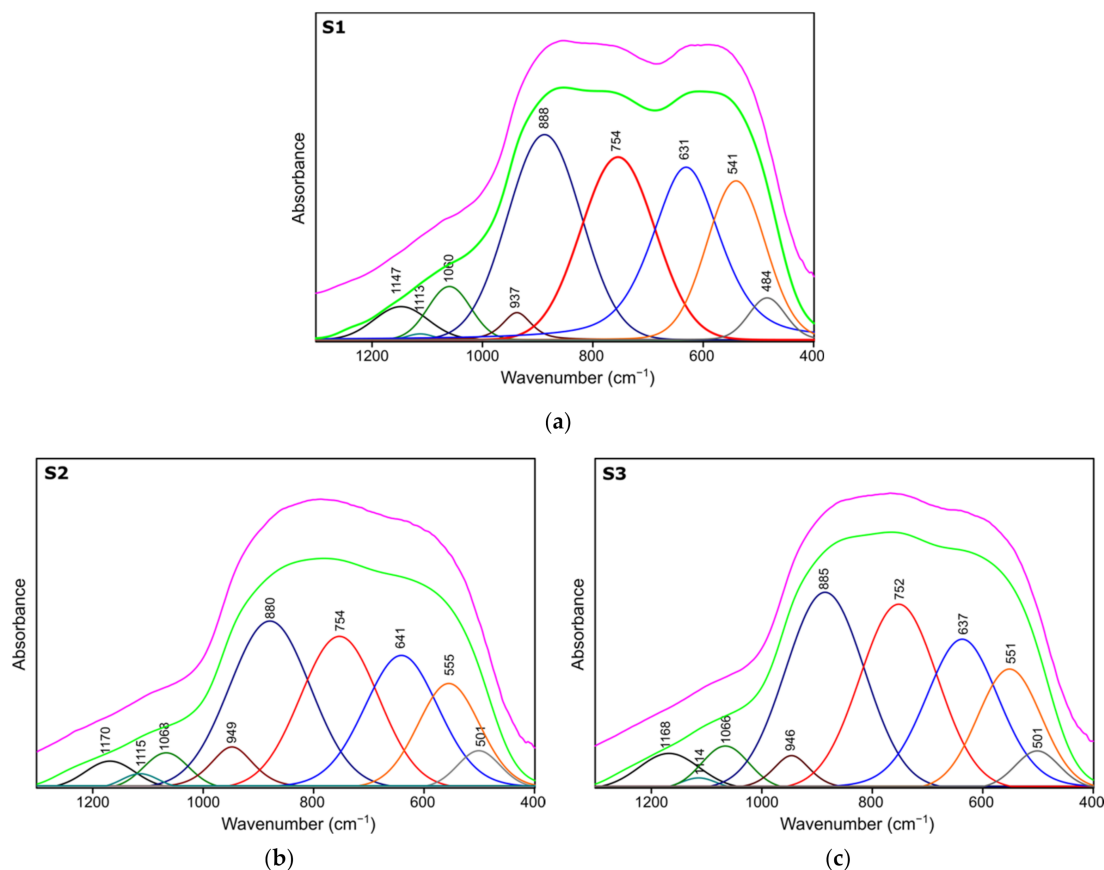 S1
888
754
631
541
1147
1113
1060
937
484
Absorbance
1200 1000 800 600 400
Wavenumber (cm⁻¹)
(a)
S2
880
754
641
555
1170
1115
1068
949
501
Absorbance
1200 1000 800 600 400
Wavenumber (cm⁻¹)
(b)
S3
885
752
637
551
1168
1114
1066
946
501
Absorbance
1200 1000 800 600 400
Wavenumber (cm⁻¹)
(c)